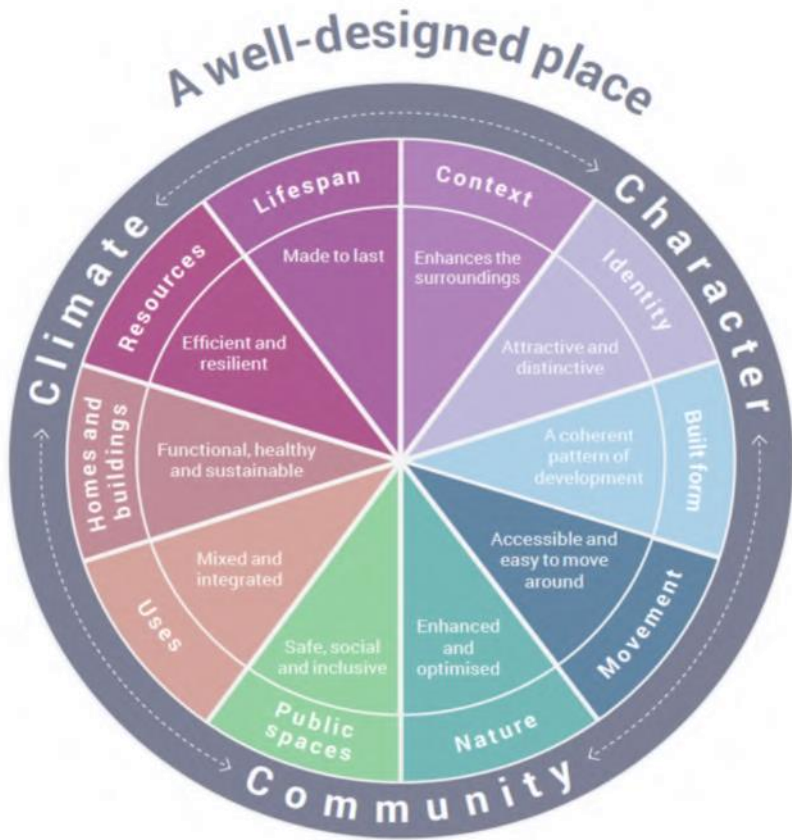 A well-designed place
Climate
Character
Community
Context
Enhances the
surroundings
Identity
Attractive and
distinctive
Built form
A coherent
pattern of
development
Movement
Accessible and
easy to move
around
Nature
Enhanced
and
optimised
Public
spaces
Safe, social
and inclusive
Uses
Mixed and
integrated
Homes and
buildings
Functional, healthy
and sustainable
Resources
Efficient and
resilient
Lifespan
Made to last